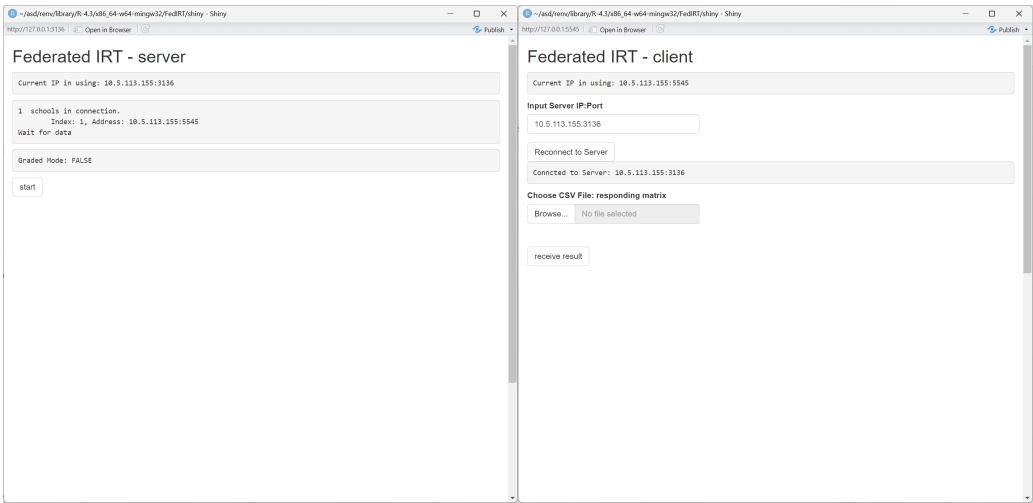 ~/asd/renv/library/R-4.3/x86_64-w64-mingw32/FedIRT/shiny - Shiny
http://127.0.0.1:3136 Open in Browser Publish
Federated IRT - server
Current IP in using: 10.5.113.155:3136
1 schools in connection.
Index: 1, Address: 10.5.113.155:5545
Wait for data
Graded Mode: FALSE
start
~/asd/renv/library/R-4.3/x86_64-w64-mingw32/FedIRT/shiny - Shiny
http://127.0.0.1:5545 Open in Browser Publish
Federated IRT - client
Current IP in using: 10.5.113.155:5545
Input Server IP:Port
10.5.113.155:3136
Reconnect to Server
Conncted to Server: 10.5.113.155:3136
Choose CSV File: responding matrix
Browse... No file selected
receive result